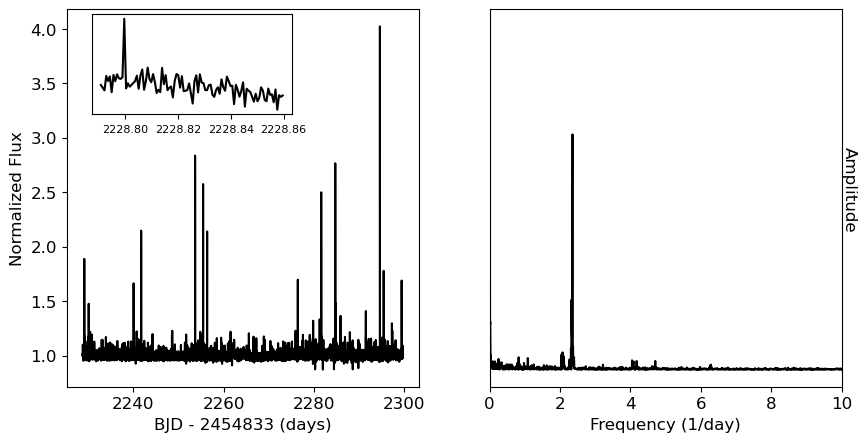 4.0
3.5
3.0
2.5
2.0
1.5
1.0
Normalized Flux
2228.80 2228.82 2228.84 2228.86
2240 2260 2280 2300
BJD - 2454833 (days)
0 2 4 6 8 10
Frequency (1/day)
Amplitude